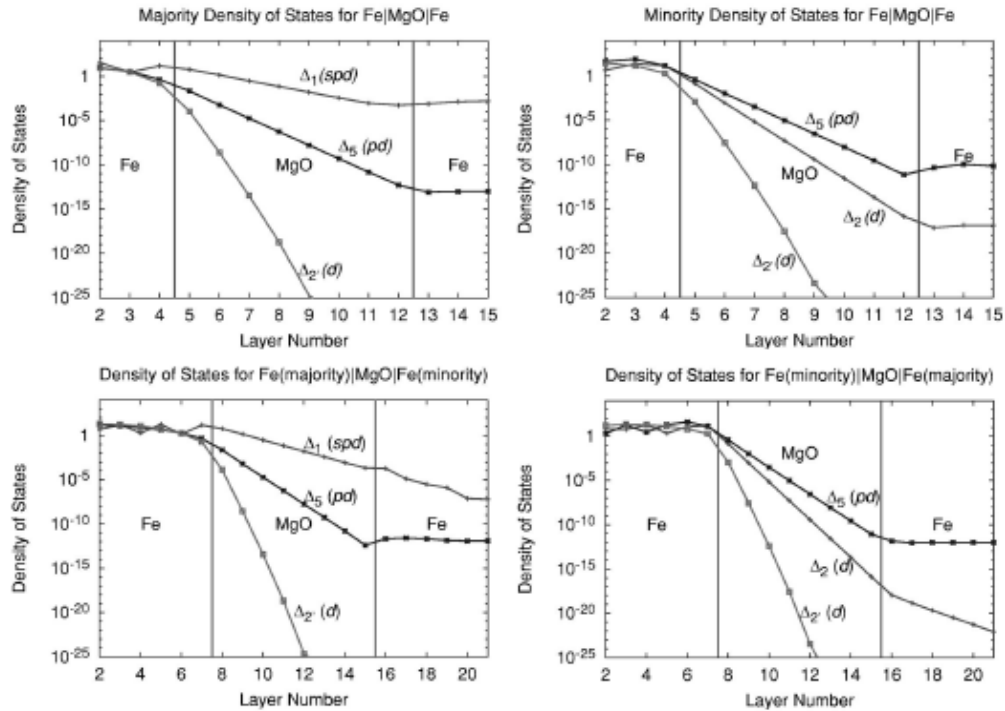 Majority Density of States for Fe|MgO|Fe
Density of States
1
10-5
10-10
10-15
10-20
10-25
Δ1(spd)
Δ5 (pd)
Fe
MgO
Fe
Δ2'(d)
2 3 4 5 6 7 8 9 10 11 12 13 14 15
Layer Number
Minority Density of States for Fe|MgO|Fe
Density of States
1
10-5
10-10
10-15
10-20
10-25
Δ5 (pd)
Fe
Fe
MgO
Δ2 (d)
Δ2'(d)
2 3 4 5 6 7 8 9 10 11 12 13 14 15
Layer Number
Density of States for Fe(majority)|MgO|Fe(minority)
Density of States
1
10-5
10-10
10-15
10-20
10-25
Δ1 (spd)
Δ5 (pd)
Fe
MgO
Fe
Δ2' (d)
2 4 6 8 10 12 14 16 18 20
Layer Number
Density of States for Fe(minority)|MgO|Fe(majority)
Density of States
1
10-5
10-10
10-15
10-20
10-25
MgO
Δ5 (pd)
Fe
Fe
Δ2 (d)
Δ2' (d)
2 4 6 8 10 12 14 16 18 20
Layer Number